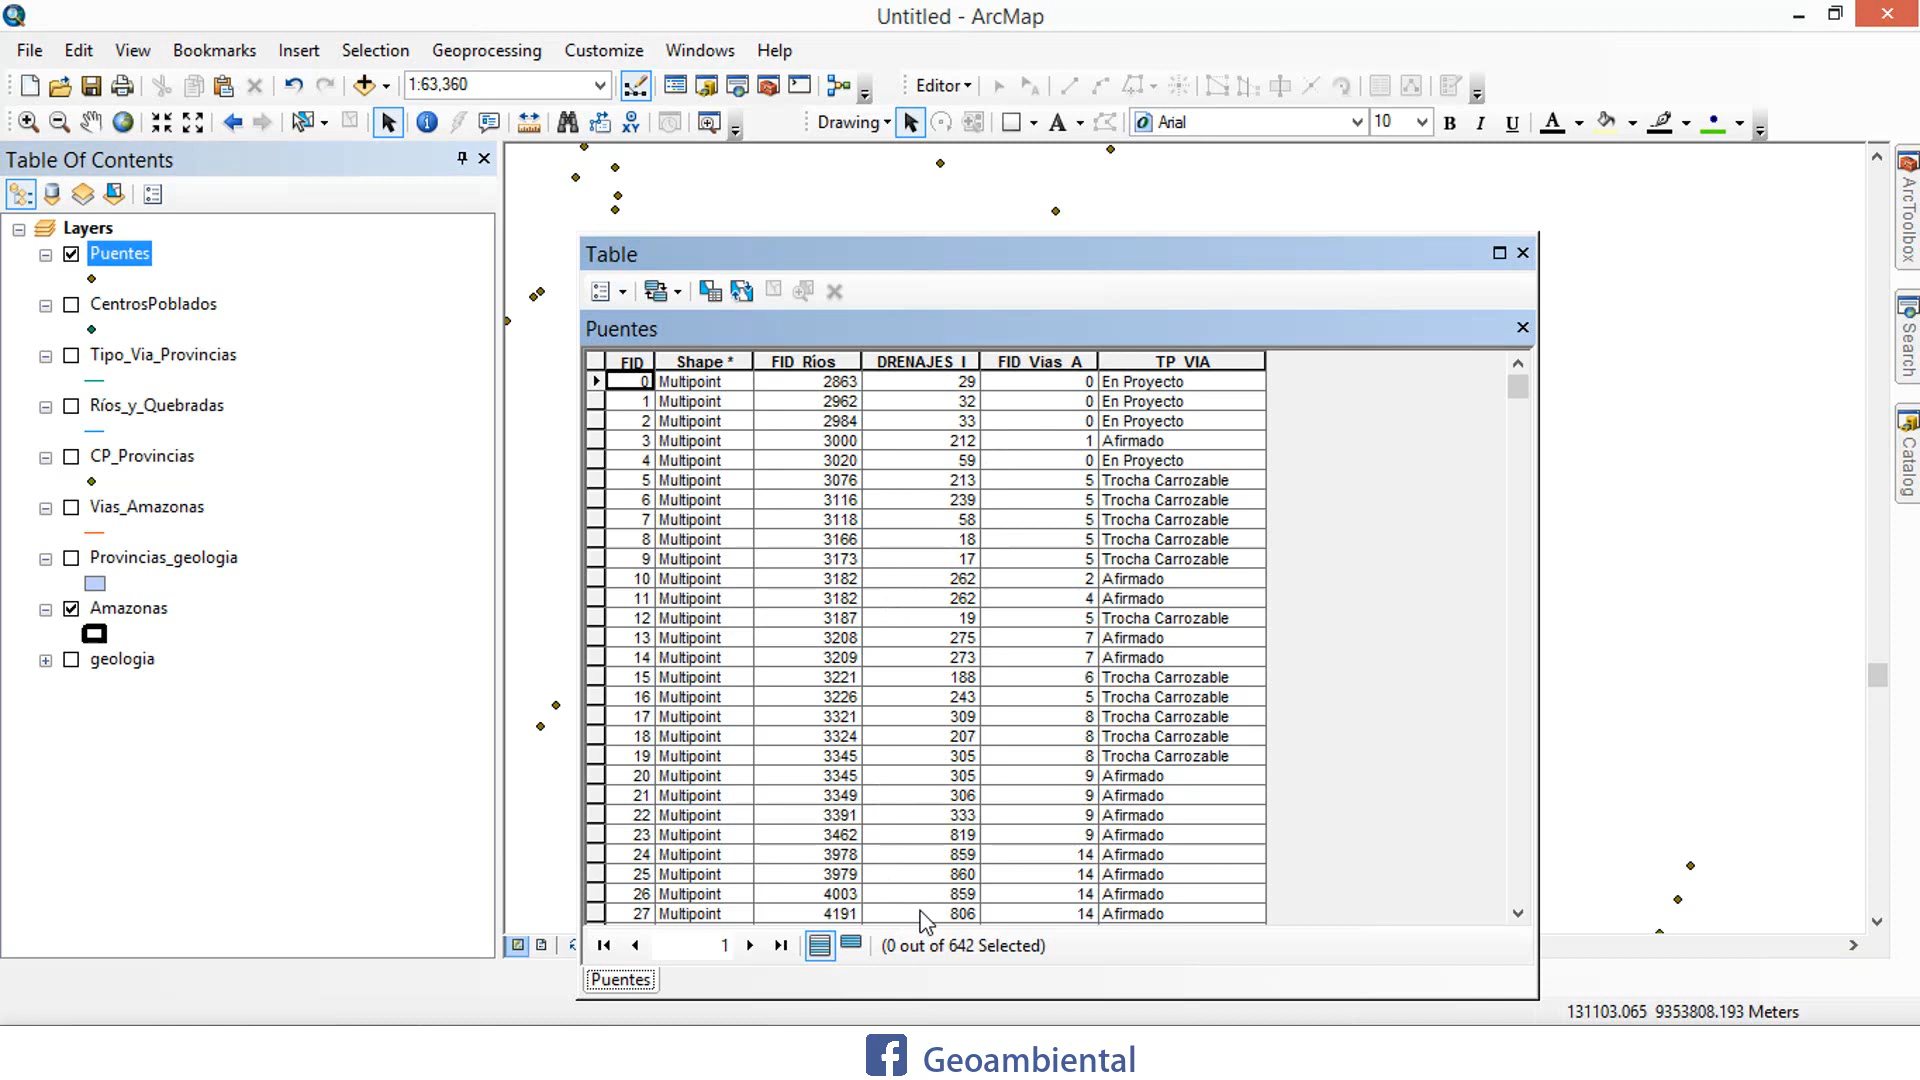 Untitled - ArcMap
File Edit View Bookmarks Insert Selection Geoprocessing Customize Windows Help
1:63,360 Editor
Drawing A Arial 10 B I U A
Table Of Contents
Layers
Puentes
CentrosPoblados
Tipo_Via_Provincias
Ríos_y_Quebradas
CP_Provincias
Vias_Amazonas
Provincias_geologia
Amazonas
geologia
Table
Puentes
FID Shape * FID_Ríos DRENAJES_I FID_Vias_A TP_VIA
0 Multipoint 2863 29 0 En Proyecto
1 Multipoint 2962 32 0 En Proyecto
2 Multipoint 2984 33 0 En Proyecto
3 Multipoint 3000 212 1 Afirmado
4 Multipoint 3020 59 0 En Proyecto
5 Multipoint 3076 213 5 Trocha Carrozable
6 Multipoint 3116 239 5 Trocha Carrozable
7 Multipoint 3118 58 5 Trocha Carrozable
8 Multipoint 3166 18 5 Trocha Carrozable
9 Multipoint 3173 17 5 Trocha Carrozable
10 Multipoint 3182 262 2 Afirmado
11 Multipoint 3182 262 4 Afirmado
12 Multipoint 3187 19 5 Trocha Carrozable
13 Multipoint 3208 275 7 Afirmado
14 Multipoint 3209 273 7 Afirmado
15 Multipoint 3221 188 6 Trocha Carrozable
16 Multipoint 3226 243 5 Trocha Carrozable
17 Multipoint 3321 309 8 Trocha Carrozable
18 Multipoint 3324 207 8 Trocha Carrozable
19 Multipoint 3345 305 8 Trocha Carrozable
20 Multipoint 3345 305 9 Afirmado
21 Multipoint 3349 306 9 Afirmado
22 Multipoint 3391 333 9 Afirmado
23 Multipoint 3462 819 9 Afirmado
24 Multipoint 3978 859 14 Afirmado
25 Multipoint 3979 860 14 Afirmado
26 Multipoint 4003 859 14 Afirmado
27 Multipoint 4191 806 14 Afirmado
1 (0 out of 642 Selected)
Puentes
ArcToolbox
Search
Catalog
131103.065 9353808.193 Meters
Geoambiental